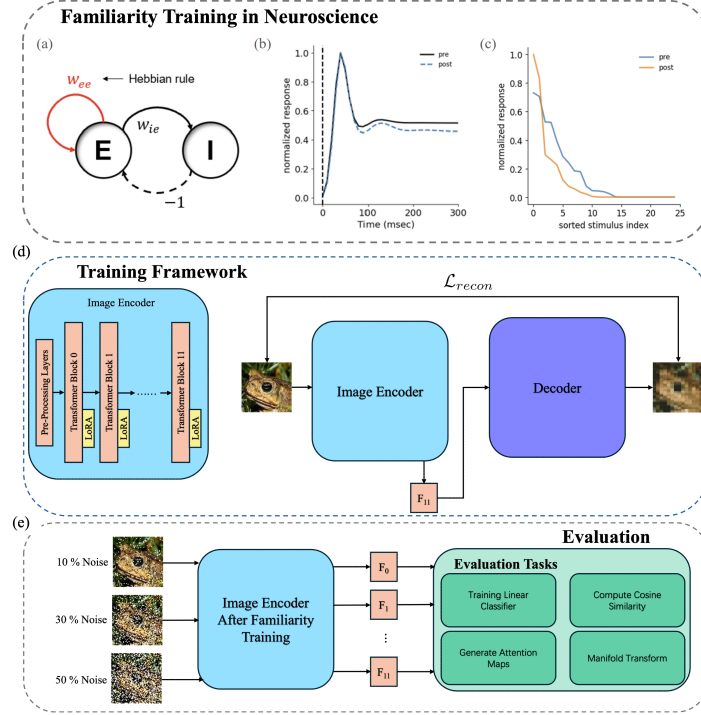 Familiarity Training in Neuroscience
(a)
w_ee
Hebbian rule
w_ie
E
I
−1
(b)
normalized response
1.0
0.8
0.6
0.4
0.2
0.0
0
100
200
300
Time (msec)
pre
post
(c)
normalized response
1.0
0.8
0.6
0.4
0.2
0.0
0
5
10
15
20
25
sorted stimulus index
pre
post
(d)
Training Framework
Image Encoder
Pre-Processing Layers
Transformer Block 0
LoRA
Transformer Block 1
LoRA
......
Transformer Block 11
LoRA
ℒ_recon
Image Encoder
Decoder
F₁₁
(e)
Evaluation
10 % Noise
30 % Noise
50 % Noise
Image Encoder
After Familiarity
Training
F₀
F₁
⋮
F₁₁
Evaluation Tasks
Training Linear
Classifier
Compute Cosine
Similarity
Generate Attention
Maps
Manifold Transform